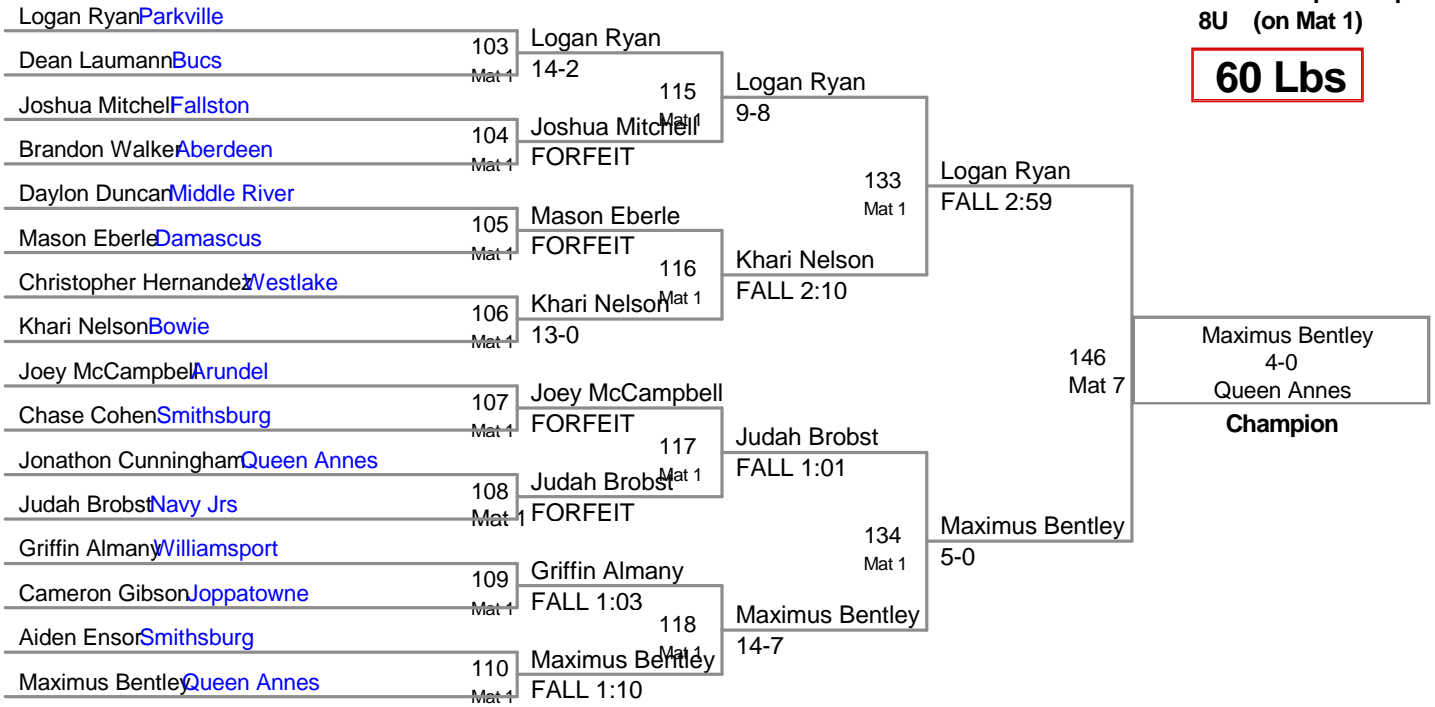 8U (on Mat 1)
60 Lbs
Logan Ryan Parkville
Dean Laumann Bucs
Joshua Mitchell Fallston
Brandon Walker Aberdeen
Daylon Duncan Middle River
Mason Eberle Damascus
Christopher Hernandez Westlake
Khari Nelson Bowie
Joey McCampbell Arundel
Chase Cohen Smithsburg
Jonathon Cunningham Queen Annes
Judah Brobst Navy Jrs
Griffin Almany Williamsport
Cameron Gibson Joppatowne
Aiden Ensor Smithsburg
Maximus Bentley Queen Annes
103
Mat 1
104
Mat 1
105
Mat 1
106
Mat 1
107
Mat 1
108
Mat 1
109
Mat 1
110
Mat 1
Logan Ryan
14-2
Joshua Mitchell
FORFEIT
Mason Eberle
FORFEIT
Khari Nelson
13-0
Joey McCampbell
FORFEIT
Judah Brobst
FORFEIT
Griffin Almany
FALL 1:03
Maximus Bentley
FALL 1:10
115
Mat 1
116
Mat 1
117
Mat 1
118
Mat 1
Logan Ryan
9-8
Khari Nelson
FALL 2:10
Judah Brobst
FALL 1:01
Maximus Bentley
14-7
133
Mat 1
134
Mat 1
Logan Ryan
FALL 2:59
Maximus Bentley
5-0
146
Mat 7
Maximus Bentley
4-0
Queen Annes
Champion